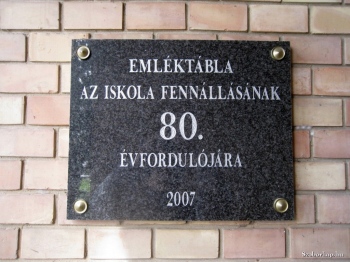 EMLÉKTÁBLA
AZ ISKOLA FENNÁLLÁSÁNAK
80.
ÉVFORDULÓJÁRA
2007